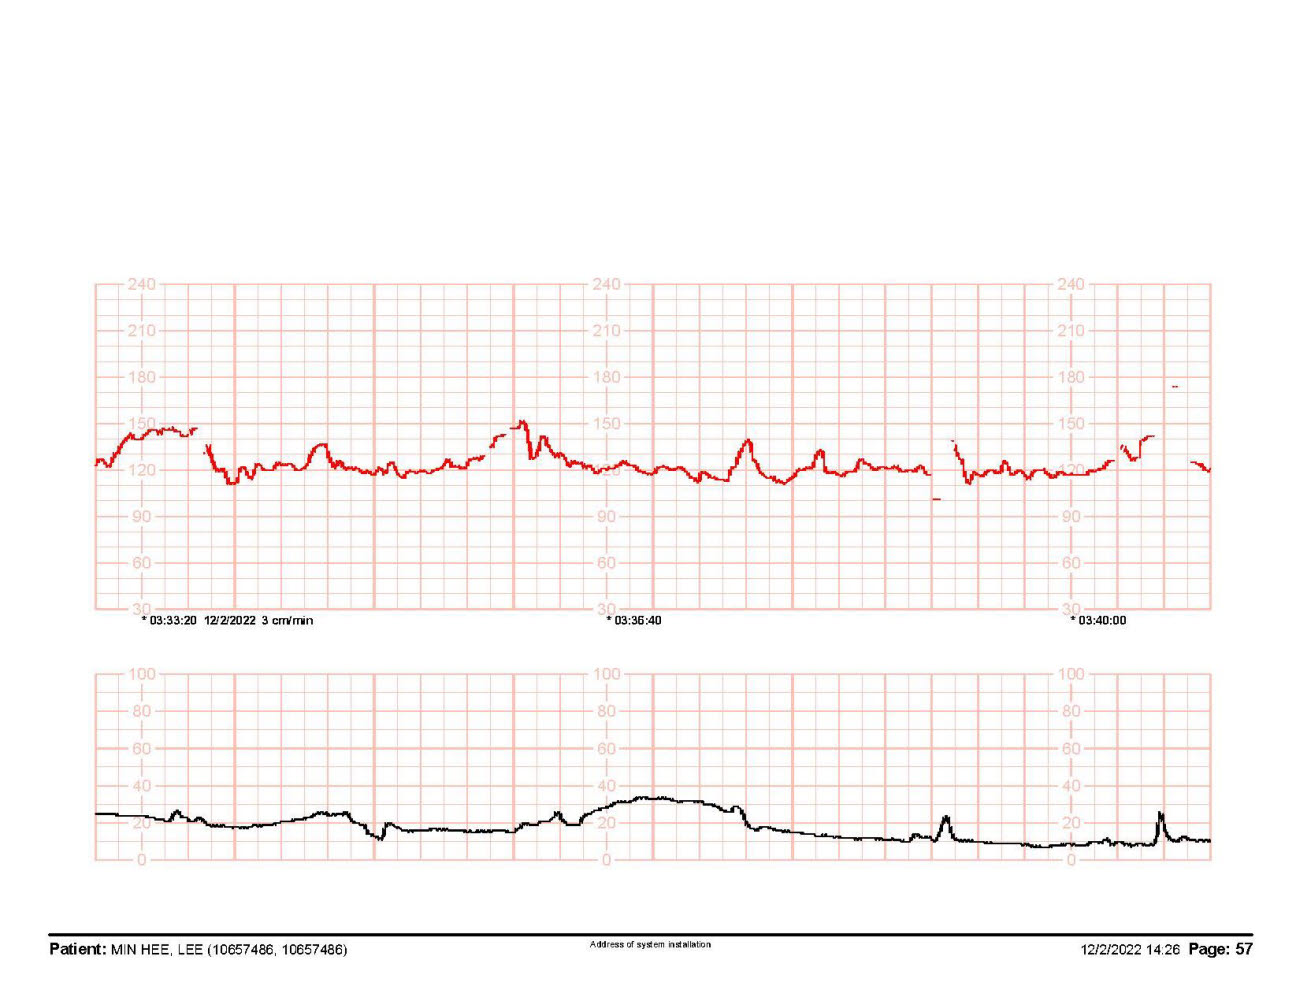 240 240 240
210 210 210
180 180 180
150 150 150
120 120 120
90 90 90
60 60 60
30 30 30
* 03:33:20 12/2/2022 3 cm/min * 03:36:40 * 03:40:00
100 100 100
80 80 80
60 60 60
40 40 40
20 20 20
0 0 0
Patient: MIN HEE, LEE (10657486, 10657486) Address of system installation 12/2/2022 14:26 Page: 57